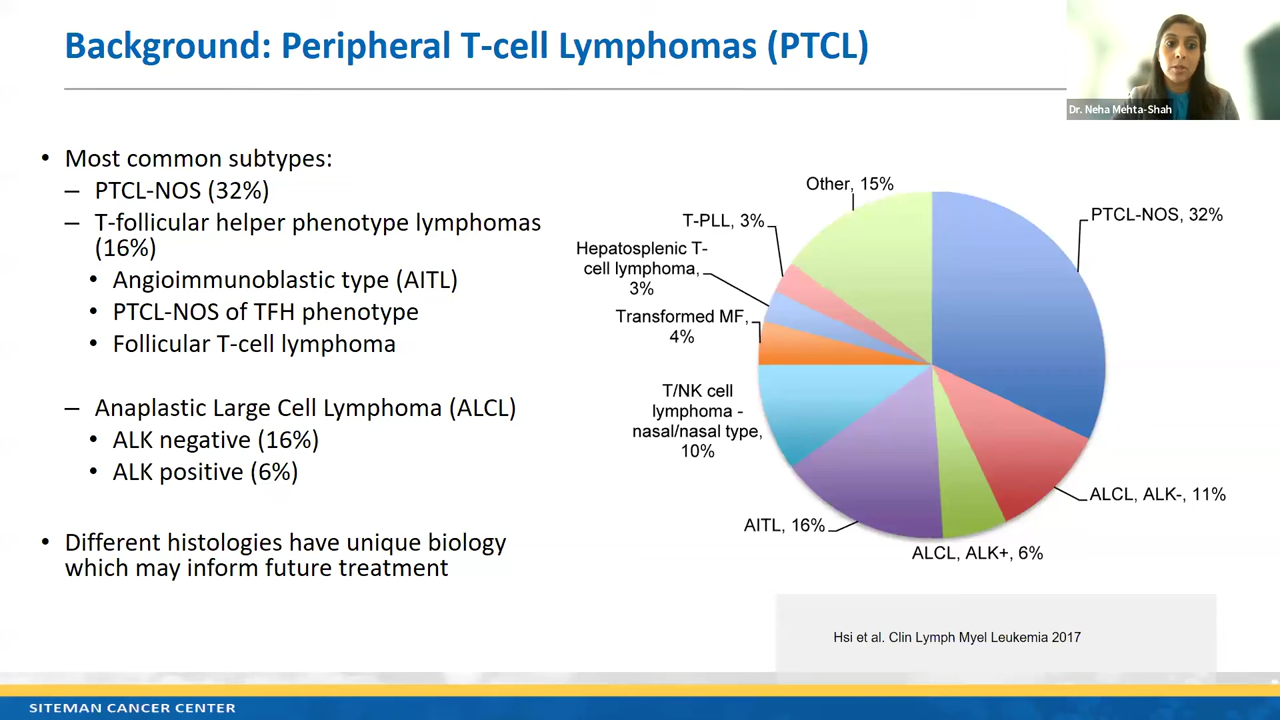 Background: Peripheral T-cell Lymphomas (PTCL)
Dr. Neha Mehta-Shah
• Most common subtypes:
– PTCL-NOS (32%)
– T-follicular helper phenotype lymphomas
(16%)
• Angioimmunoblastic type (AITL)
• PTCL-NOS of TFH phenotype
• Follicular T-cell lymphoma
– Anaplastic Large Cell Lymphoma (ALCL)
• ALK negative (16%)
• ALK positive (6%)
• Different histologies have unique biology
which may inform future treatment
Other, 15%
T-PLL, 3%
Hepatosplenic T-
cell lymphoma,
3%
Transformed MF,
4%
T/NK cell
lymphoma -
nasal/nasal type,
10%
AITL, 16%
ALCL, ALK+, 6%
ALCL, ALK-, 11%
PTCL-NOS, 32%
Hsi et al. Clin Lymph Myel Leukemia 2017
SITEMAN CANCER CENTER